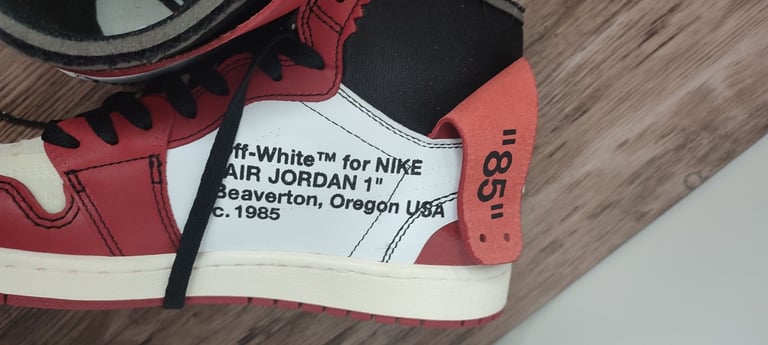 ff-White™ for NIKE
AIR JORDAN 1"
Beaverton, Oregon USA
c. 1985
"85"